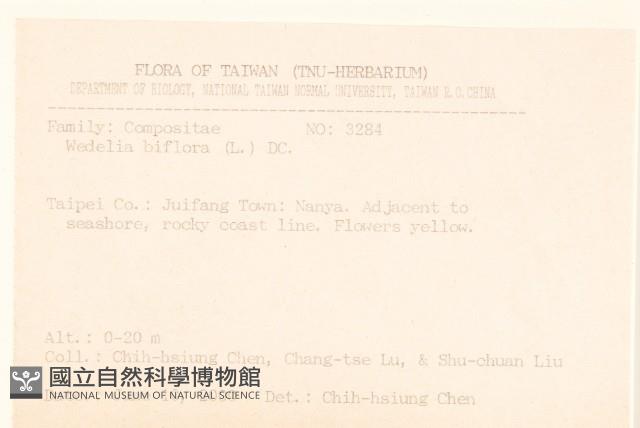 FLORA OF TAIWAN (TNU-HERBARIUM)
DEPARTMENT OF BIOLOGY, NATIONAL TAIWAN NORMAL UNIVERSITY, TAIWAN R.O.CHINA
Family: Compositae NO: 3284
Wedelia biflora (L.) DC.
Taipei Co.: Juifang Town: Nanya. Adjacent to
seashore, rocky coast line. Flowers yellow.
Alt.: 0-20 m
Coll.: Chih-hsiung Chen, Chang-tse Lu, & Shu-chuan Liu
國立自然科學博物館
NATIONAL MUSEUM OF NATURAL SCIENCE
Det.: Chih-hsiung Chen